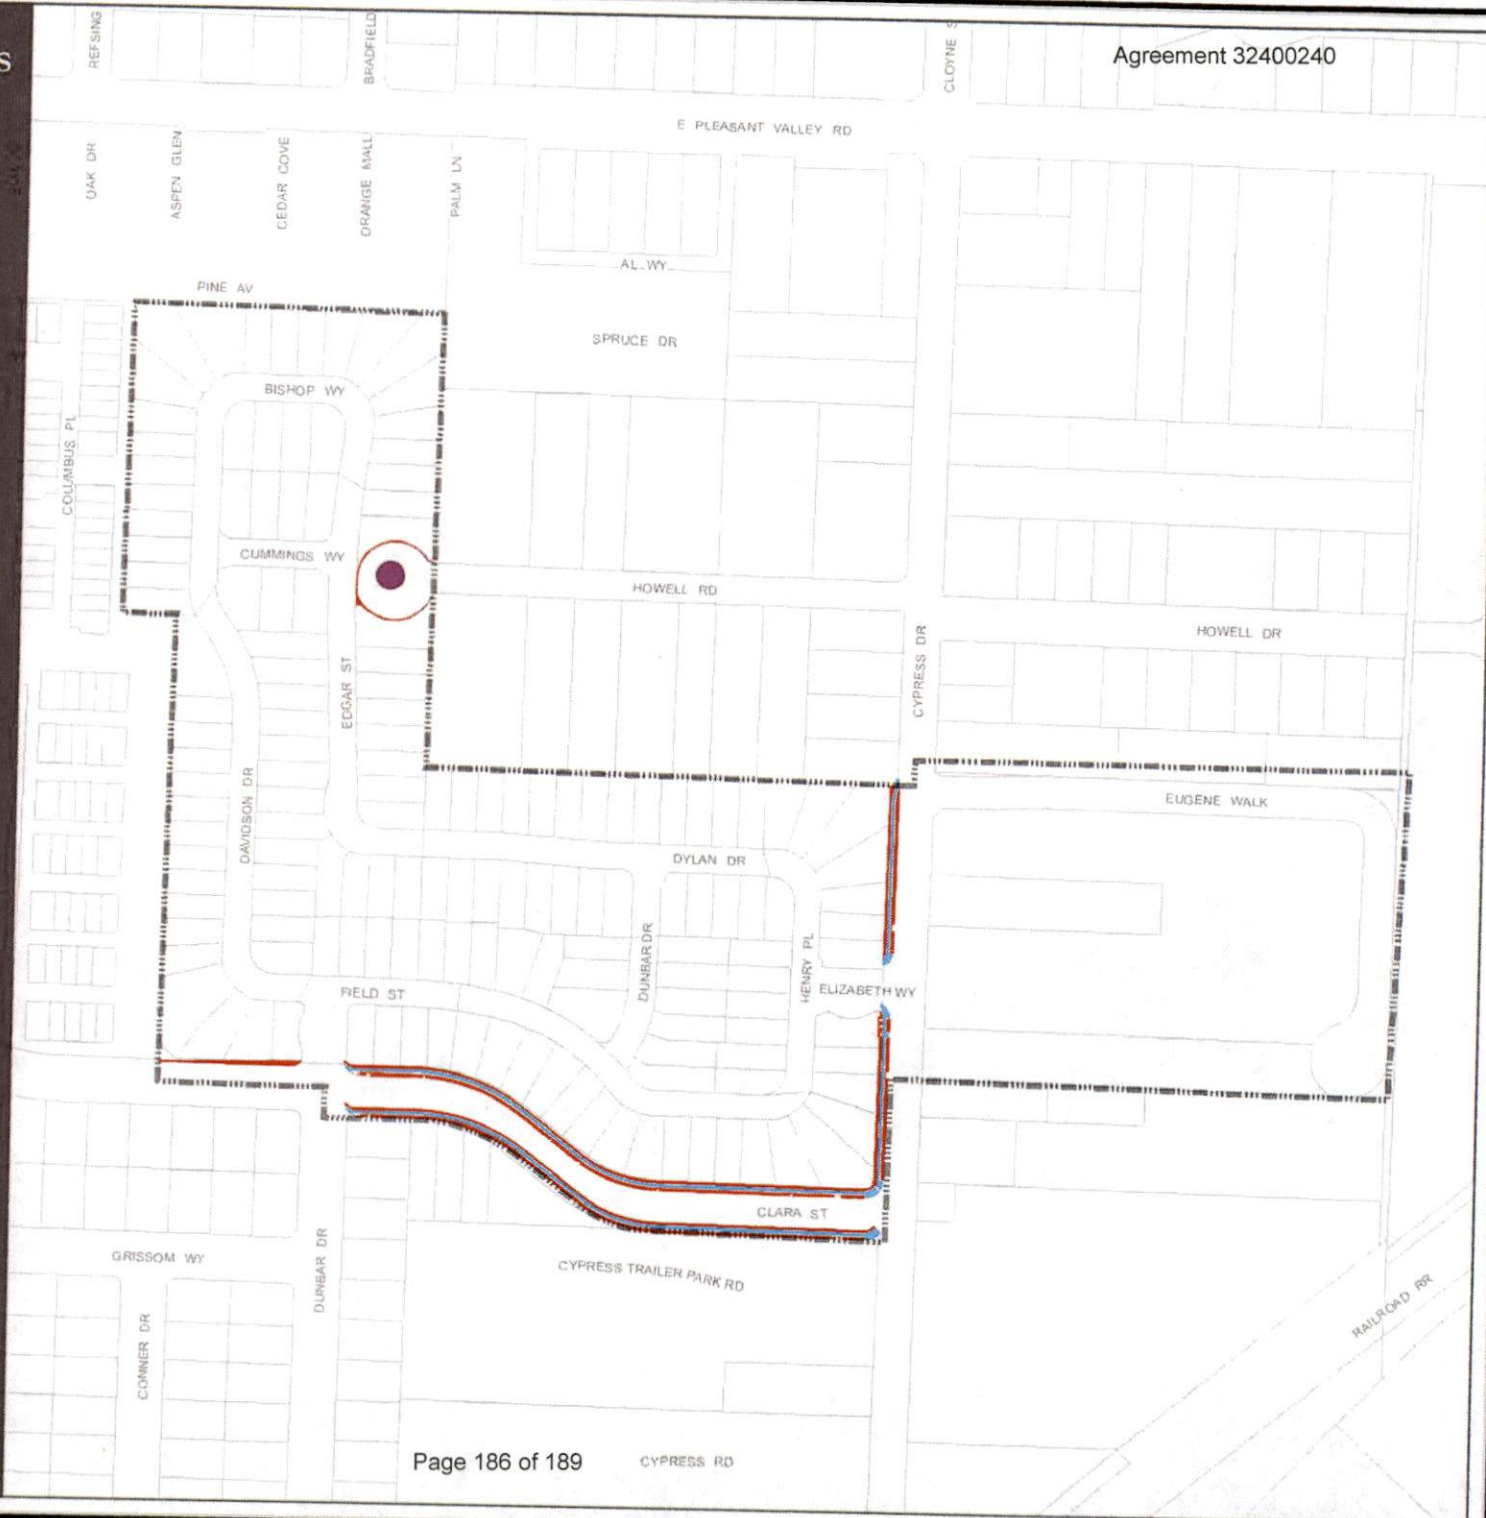 S
REFSING
BRADFIELD
CLOYNE S
Agreement 32400240
E PLEASANT VALLEY RD
OAK DR
ASPEN GLEN
CEDAR COVE
ORANGE MALL
PALM LN
AL WY
PINE AV
SPRUCE DR
BISHOP WY
COLUMBUS PL
CUMMINGS WY
HOWELL RD
HOWELL DR
CYPRESS DR
EDGAR ST
DAVIDSON DR
EUGENE WALK
DYLAN DR
DUNBAR DR
HENRY PL
ELIZABETH WY
FIELD ST
CLARA ST
GRISSOM WY
DUNBAR DR
CYPRESS TRAILER PARK RD
CONNER DR
RAILROAD RR
Page 186 of 189
CYPRESS RD